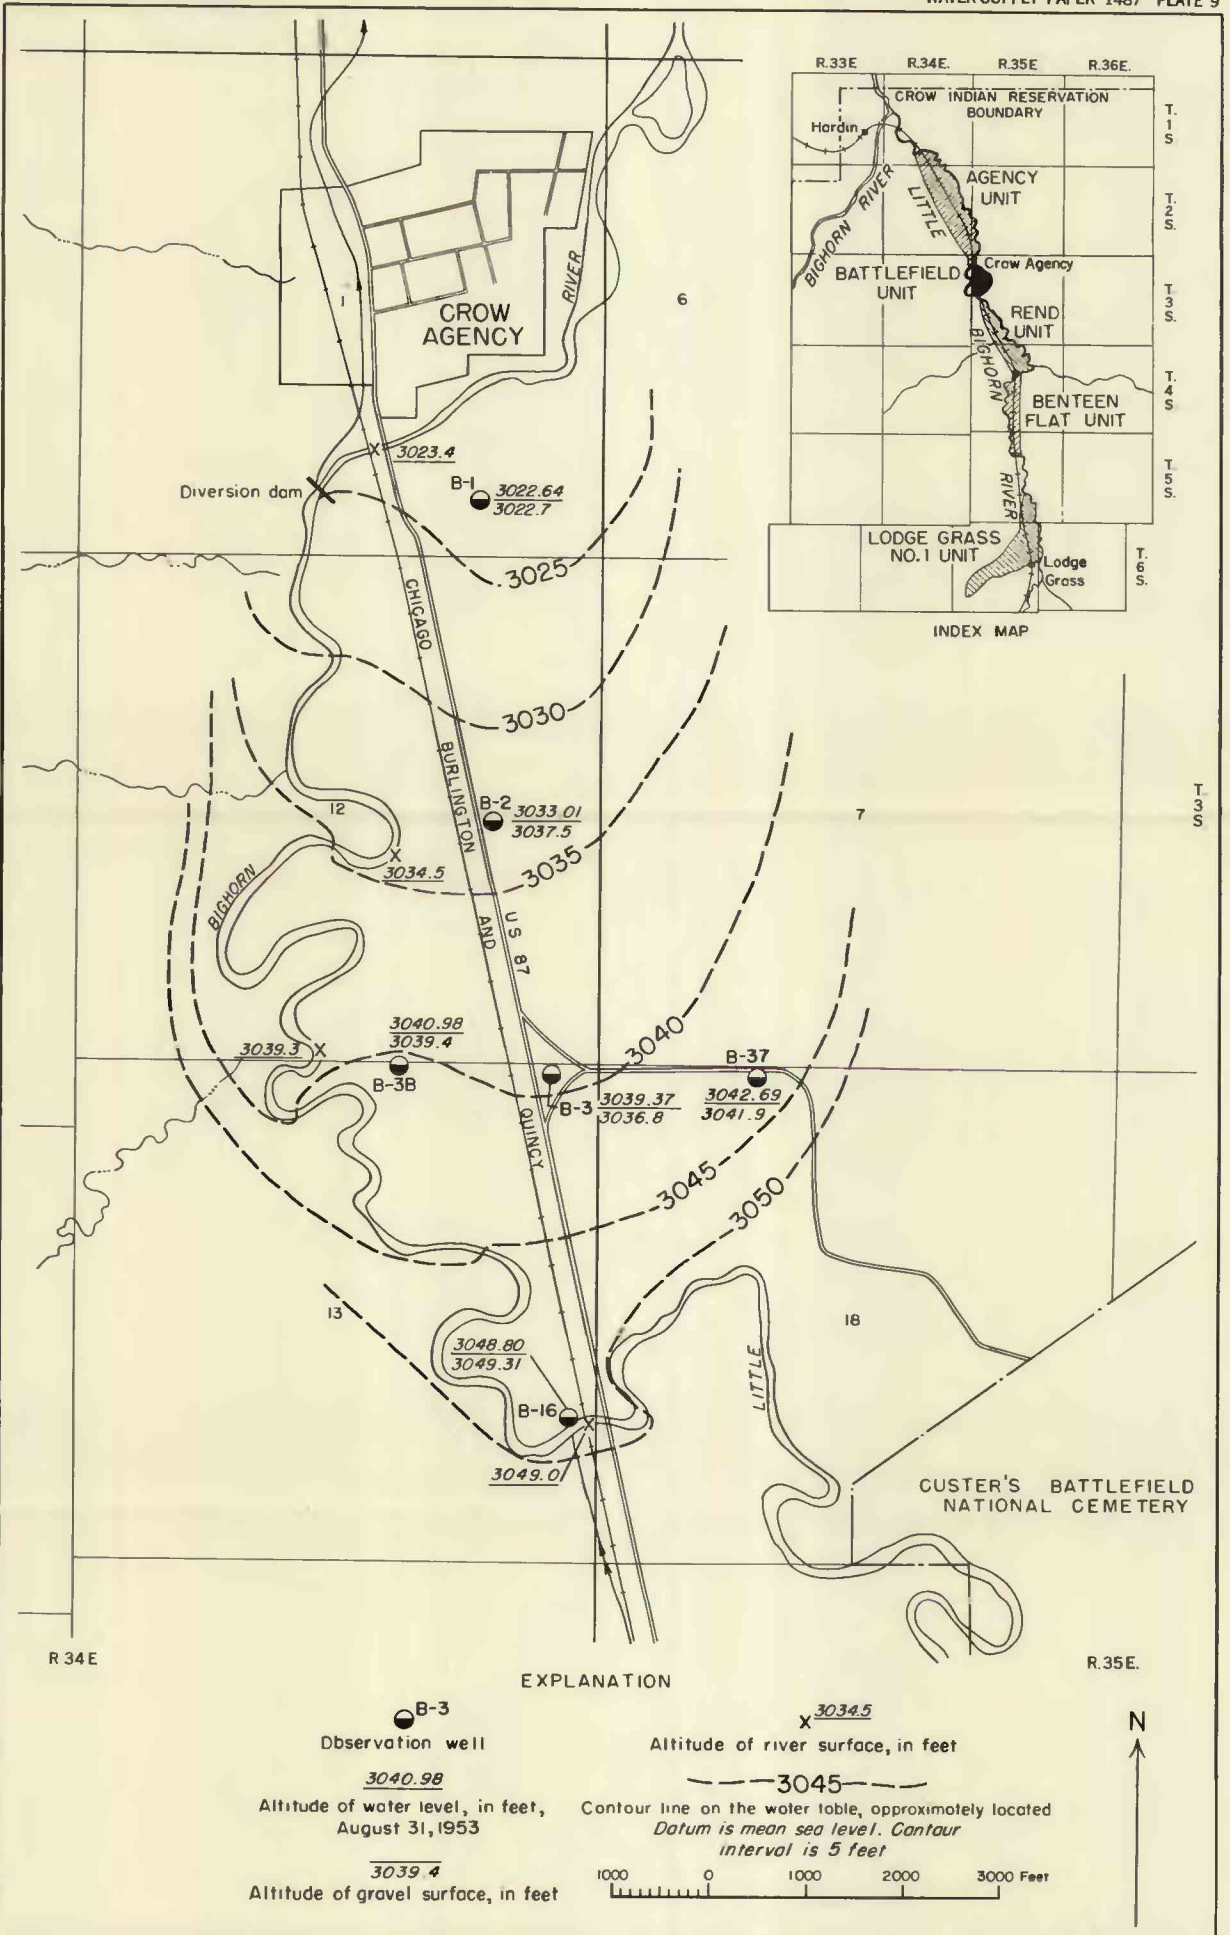 WATER SUPPLY PAPER 1487 PLATE 9
R.33E. R.34E. R.35E. R.36E.
CROW INDIAN RESERVATION
BOUNDARY
Hardin
T.
1
S
AGENCY
UNIT
LITTLE
BIGHORN RIVER
T.
2
S.
BATTLEFIELD
UNIT
Crow Agency
T.
3
S.
REND
UNIT
BIGHORN
T.
4
S
BENTEEN
FLAT UNIT
RIVER
T.
5
S.
LODGE GRASS
NO.1 UNIT
Lodge
Grass
T.
6
S.
INDEX MAP
1
6
RIVER
CROW
AGENCY
3023.4
Diversion dam
B-1
3022.64
3022.7
3025
CHICAGO
3030
BURLINGTON
12
B-2
3033.01
3037.5
7
T.
3
S
3035
3034.5
BIGHORN
AND
US 87
3040.98
3039.4
3040
3039.3
B-3B
B-37
B-3
3039.37
3036.8
3042.69
3041.9
QUINCY
3045
3050
13
18
3048.80
3049.31
LITTLE
B-16
3049.0
CUSTER'S BATTLEFIELD
NATIONAL CEMETERY
R 34E
R.35E.
EXPLANATION
B-3
Observation well
3040.98
Altitude of water level, in feet,
August 31, 1953
3039 4
Altitude of gravel surface, in feet
x 3034.5
Altitude of river surface, in feet
3045
Contour line on the water table, approximately located
Datum is mean sea level. Contour
interval is 5 feet
1000 0 1000 2000 3000 Feet
N